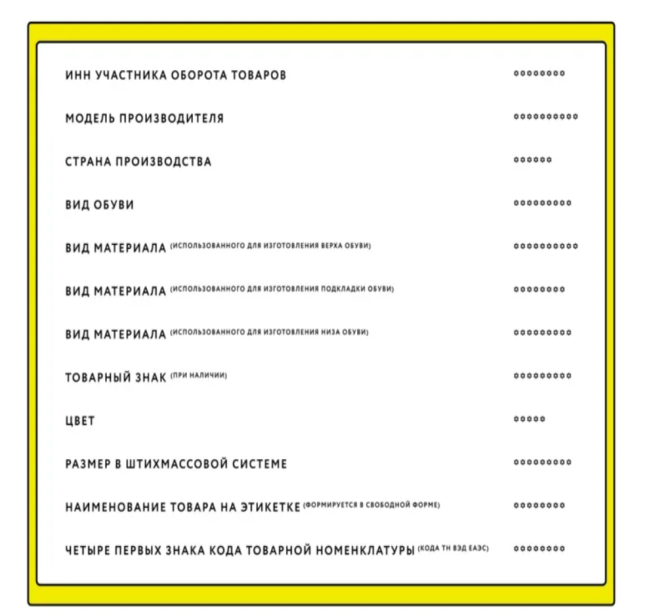 ИНН УЧАСТНИКА ОБОРОТА ТОВАРОВ oooooooo
МОДЕЛЬ ПРОИЗВОДИТЕЛЯ oooooooooo
СТРАНА ПРОИЗВОДСТВА oooooo
ВИД ОБУВИ ooooooooo
ВИД МАТЕРИАЛА (ИСПОЛЬЗОВАННОГО ДЛЯ ИЗГОТОВЛЕНИЯ ВЕРХА ОБУВИ) oooooooooo
ВИД МАТЕРИАЛА (ИСПОЛЬЗОВАННОГО ДЛЯ ИЗГОТОВЛЕНИЯ ПОДКЛАДКИ ОБУВИ) oooooooo
ВИД МАТЕРИАЛА (ИСПОЛЬЗОВАННОГО ДЛЯ ИЗГОТОВЛЕНИЯ НИЗА ОБУВИ) ooooooooo
ТОВАРНЫЙ ЗНАК (ПРИ НАЛИЧИИ) ooooooooo
ЦВЕТ ooooo
РАЗМЕР В ШТИХМАССОВОЙ СИСТЕМЕ ooooooooo
НАИМЕНОВАНИЕ ТОВАРА НА ЭТИКЕТКЕ (ФОРМИРУЕТСЯ В СВОБОДНОЙ ФОРМЕ) oooooooo
ЧЕТЫРЕ ПЕРВЫХ ЗНАКА КОДА ТОВАРНОЙ НОМЕНКЛАТУРЫ (КОДА ТН ВЭД ЕАЭС) oooooooo